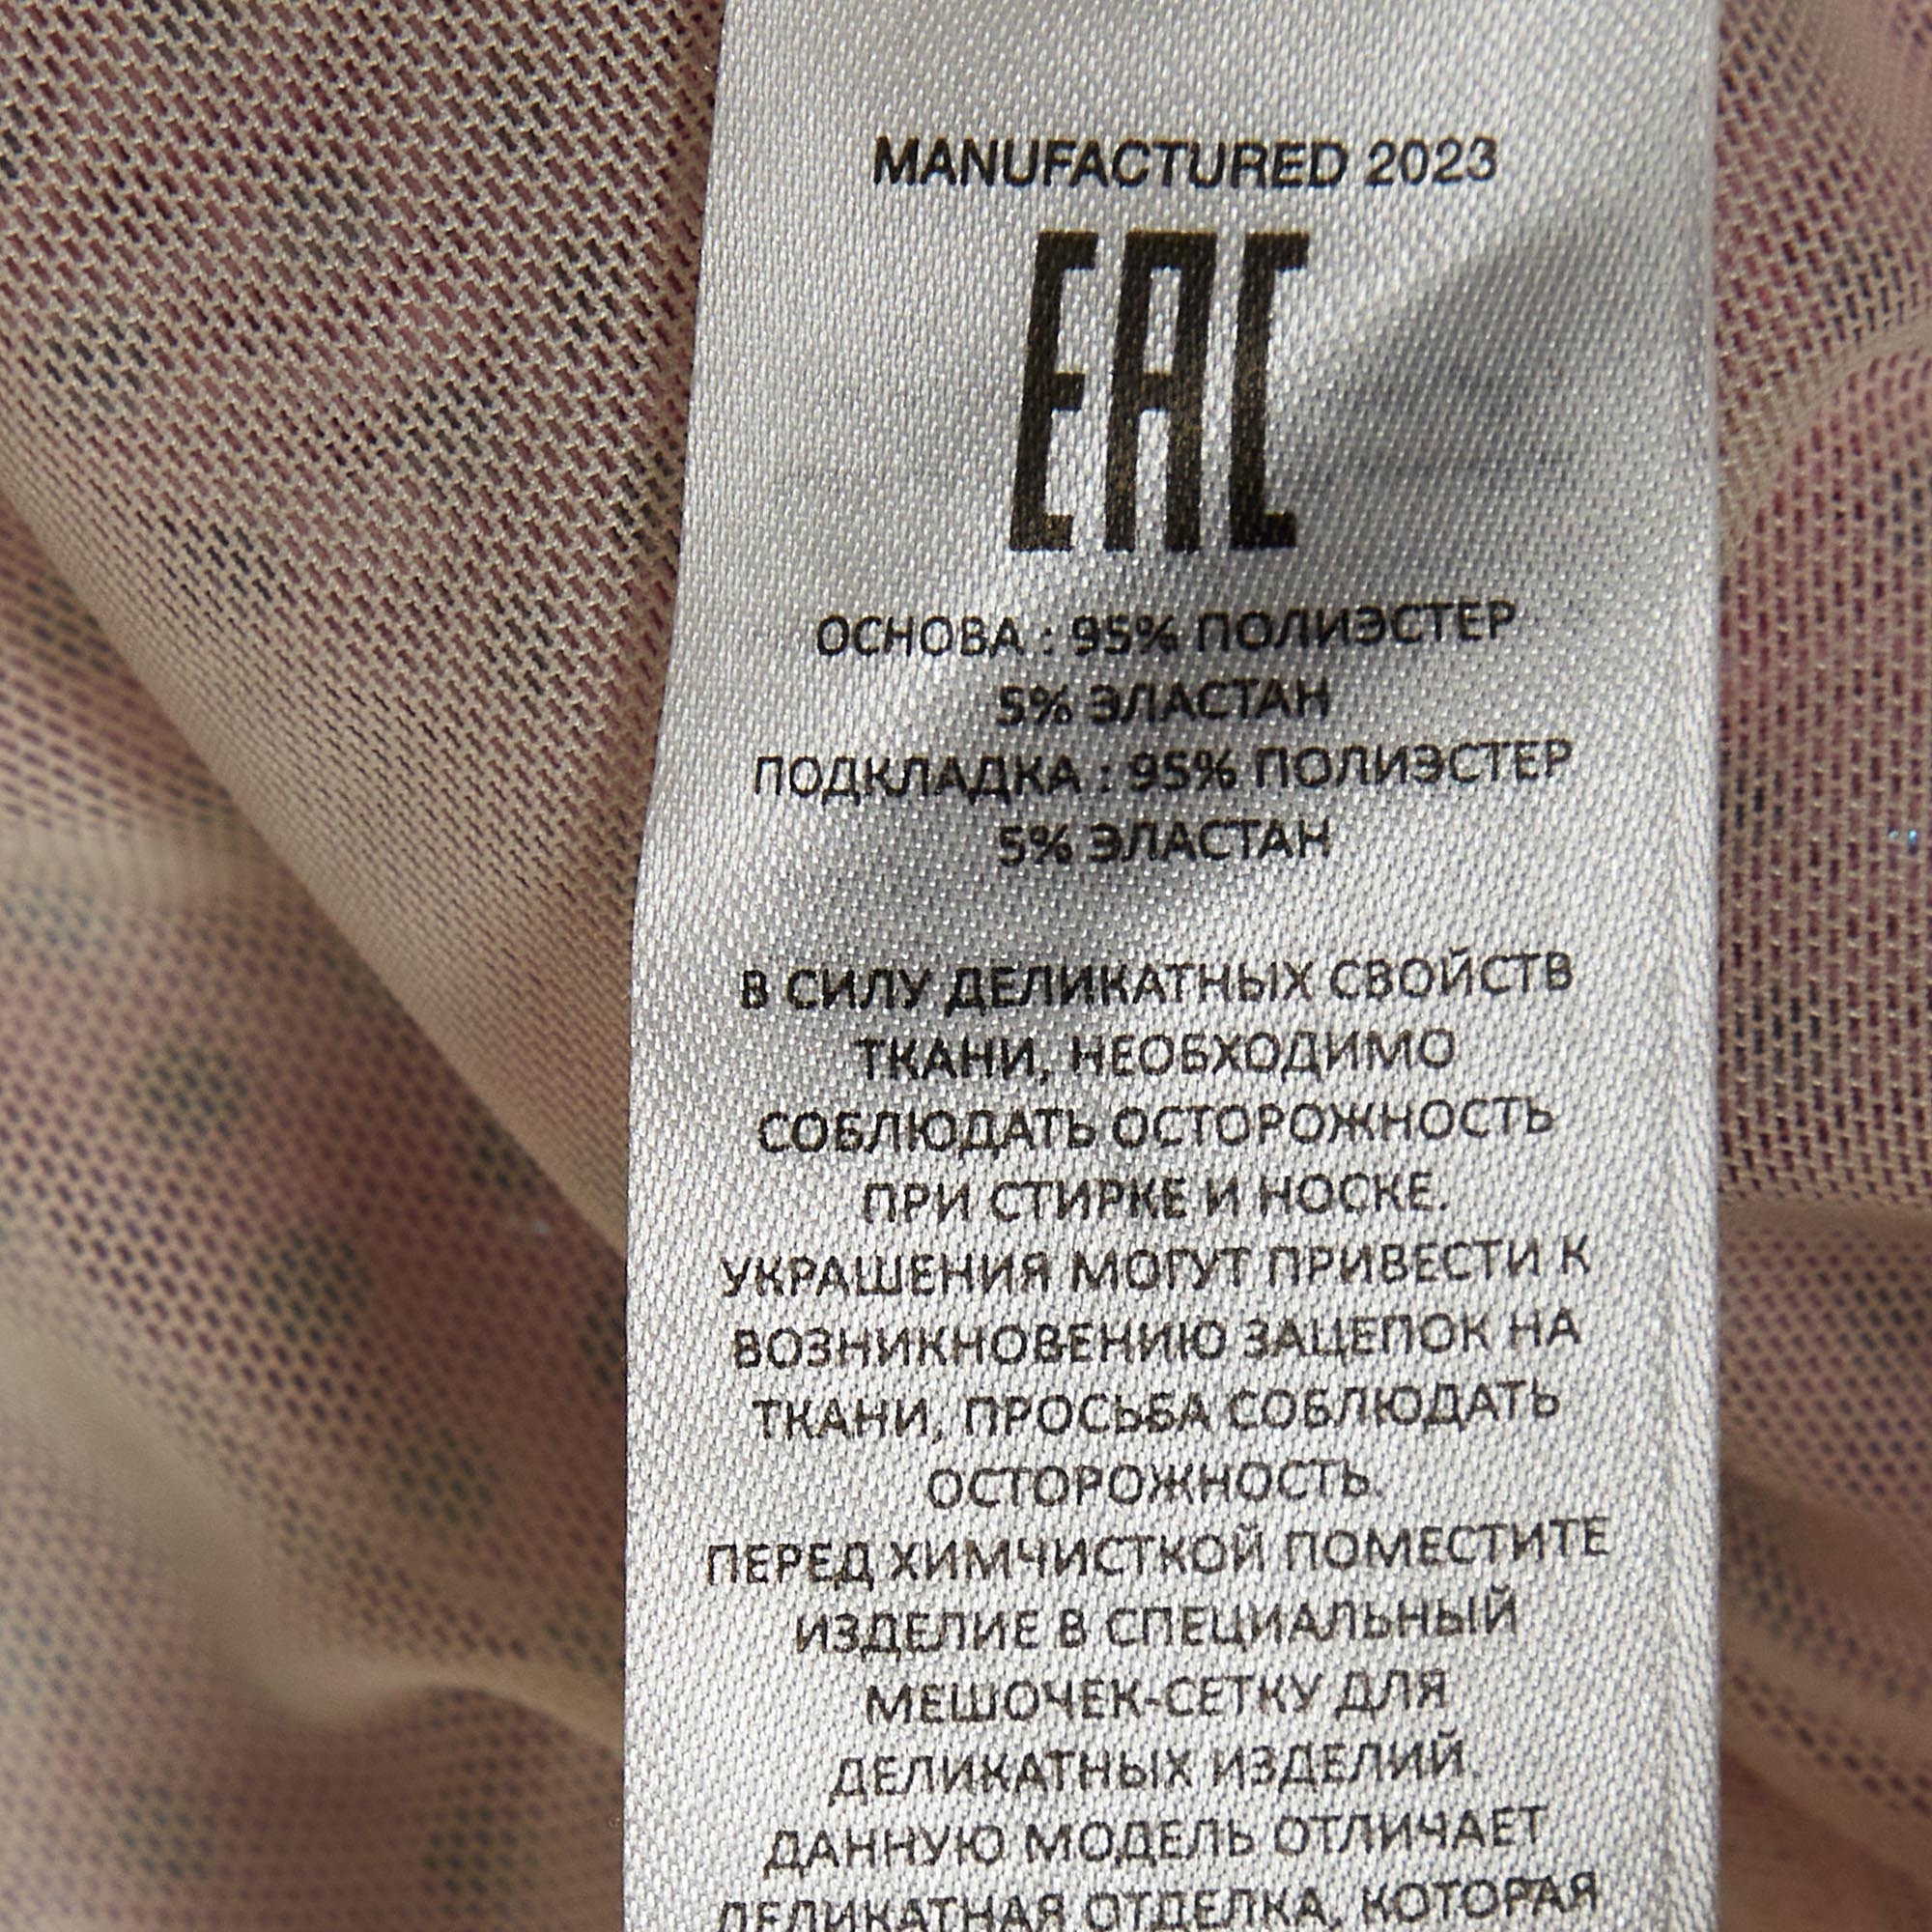 MANUFACTURED 2023
EAC
ОСНОВА : 95% ПОЛИЭСТЕР
5% ЭЛАСТАН
ПОДКЛАДКА : 95% ПОЛИЭСТЕР
5% ЭЛАСТАН
В СИЛУ ДЕЛИКАТНЫХ СВОЙСТВ
ТКАНИ, НЕОБХОДИМО
СОБЛЮДАТЬ ОСТОРОЖНОСТЬ
ПРИ СТИРКЕ И НОСКЕ.
УКРАШЕНИЯ МОГУТ ПРИВЕСТИ К
ВОЗНИКНОВЕНИЮ ЗАЦЕПОК НА
ТКАНИ, ПРОСЬБА СОБЛЮДАТЬ
ОСТОРОЖНОСТЬ.
ПЕРЕД ХИМЧИСТКОЙ ПОМЕСТИТЕ
ИЗДЕЛИЕ В СПЕЦИАЛЬНЫЙ
МЕШОЧЕК-СЕТКУ ДЛЯ
ДЕЛИКАТНЫХ ИЗДЕЛИЙ.
ДАННУЮ МОДЕЛЬ ОТЛИЧАЕТ
ДЕЛИКАТНАЯ ОТДЕЛКА, КОТОРАЯ